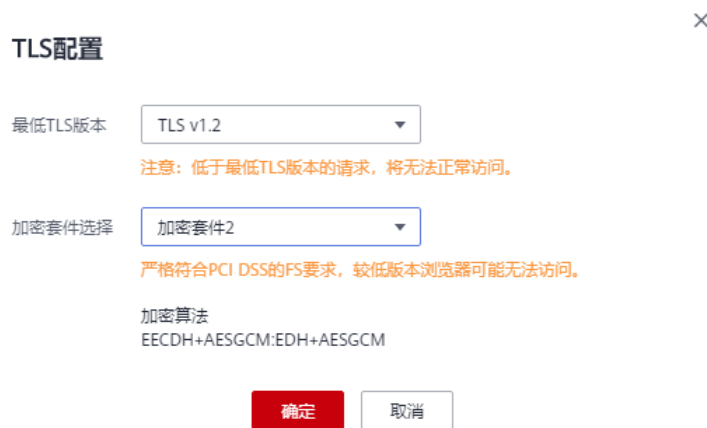 TLS配置
最低TLS版本 TLS v1.2
注意：低于最低TLS版本的请求，将无法正常访问。
加密套件选择 加密套件2
严格符合PCI DSS的FS要求，较低版本浏览器可能无法访问。
加密算法
EECDH+AESGCM:EDH+AESGCM
确定 取消